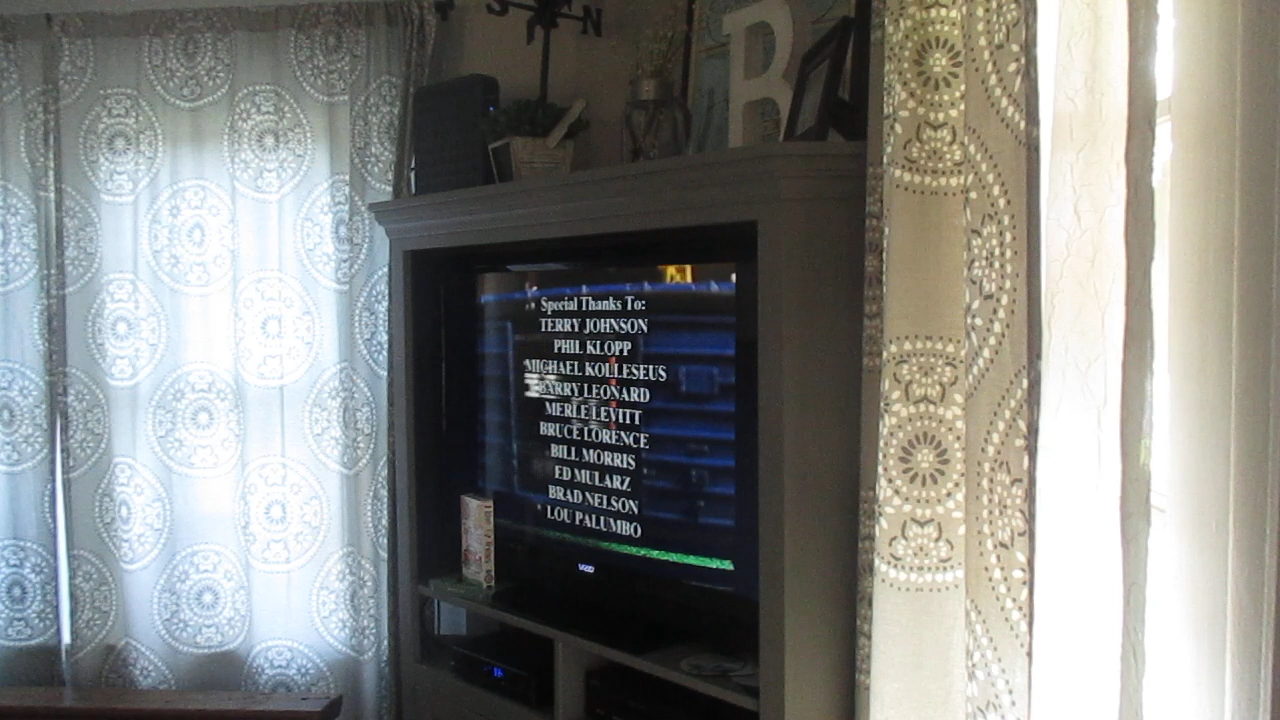 S N
B
Special Thanks To:
TERRY JOHNSON
PHIL KLOPP
MICHAEL KOLLESEUS
BARRY LEONARD
MERLE LEVITT
BRUCE LORENCE
BILL MORRIS
ED MULARZ
BRAD NELSON
LOU PALUMBO
VIZIO